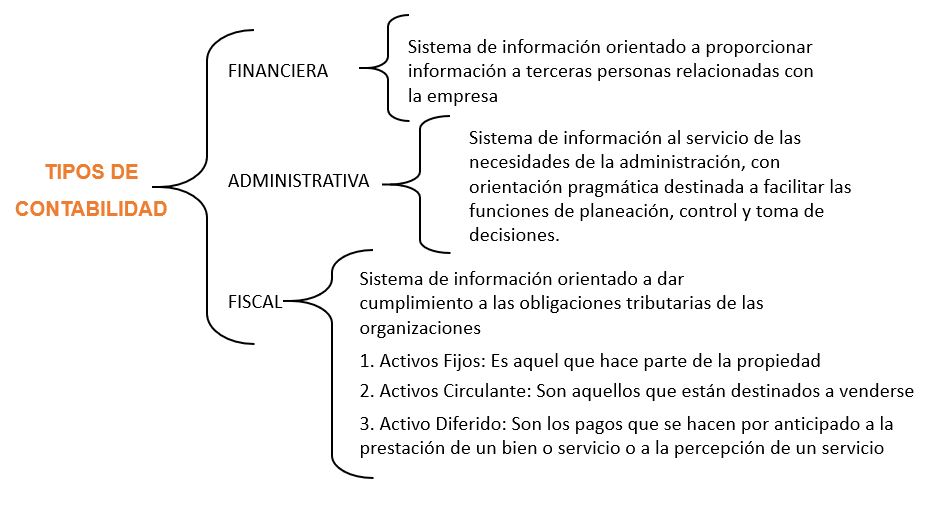 TIPOS DE
CONTABILIDAD
FINANCIERA
Sistema de información orientado a proporcionar
información a terceras personas relacionadas con
la empresa
ADMINISTRATIVA
Sistema de información al servicio de las
necesidades de la administración, con
orientación pragmática destinada a facilitar las
funciones de planeación, control y toma de
decisiones.
FISCAL
Sistema de información orientado a dar
cumplimiento a las obligaciones tributarias de las
organizaciones
1. Activos Fijos: Es aquel que hace parte de la propiedad
2. Activos Circulante: Son aquellos que están destinados a venderse
3. Activo Diferido: Son los pagos que se hacen por anticipado a la
prestación de un bien o servicio o a la percepción de un servicio